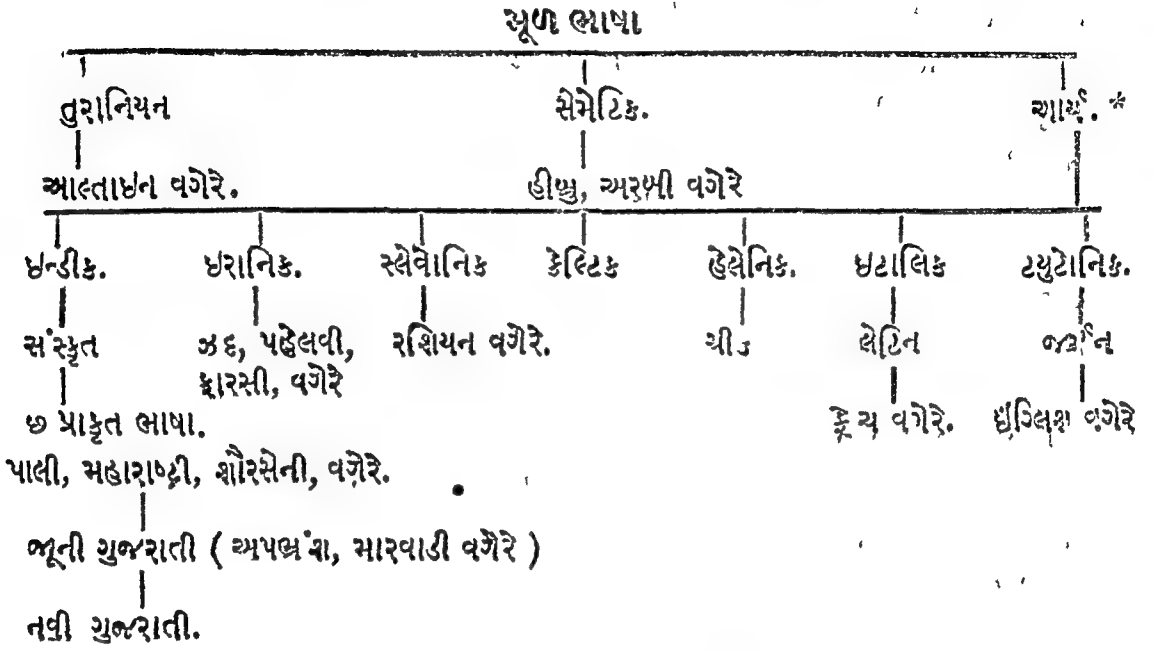 મૂળ ભાષા
તુરાનિયન સેમેટિક. આર્ય. *
આલ્તાઇન વગેરે. હીબ્રુ, અરબી વગેરે
ઇન્ડીક. ઇરાનિક. સ્લેવોનિક કેલ્ટિક હેલેનિક. ઇટાલિક ટયુટોનિક.
સંસ્કૃત ઝંદ, પહેલવી, રશિયન વગેરે. ગ્રીક લેટિન જર્મન
ફારસી, વગેરે
છ પ્રાકૃત ભાષા. ફ્રેંચ વગેરે. ઇંગ્લિશ વગેરે
પાલી, મહારાષ્ટ્રી, શૌરસેની, વગેરે.
જૂની ગુજરાતી ( અપભ્રંશ, મારવાડી વગેરે )
નવી ગુજરાતી.